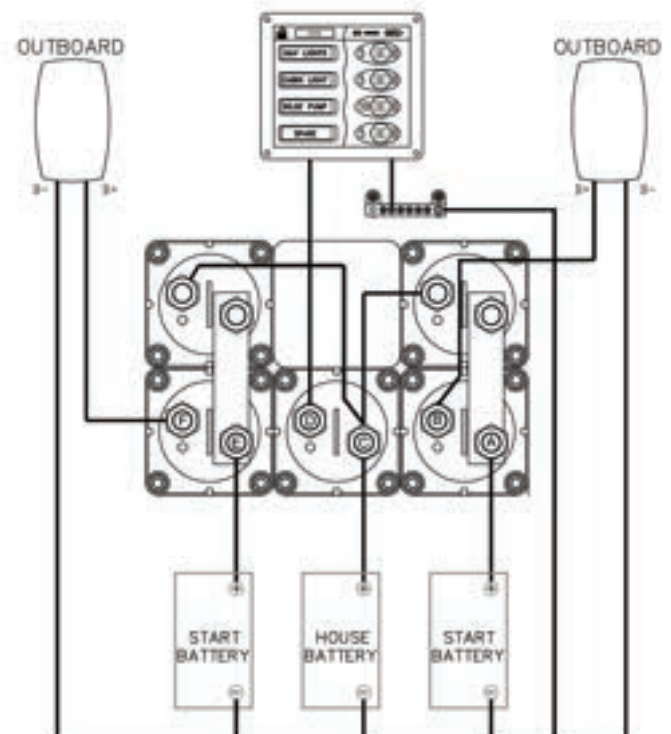 OUTBOARD
OUTBOARD
NAV LIGHTS
CABIN LIGHT
BILGE PUMP
SPARE
B-
B+
B+
B-
F
E
D
C
B
A
START
BATTERY
HOUSE
BATTERY
START
BATTERY